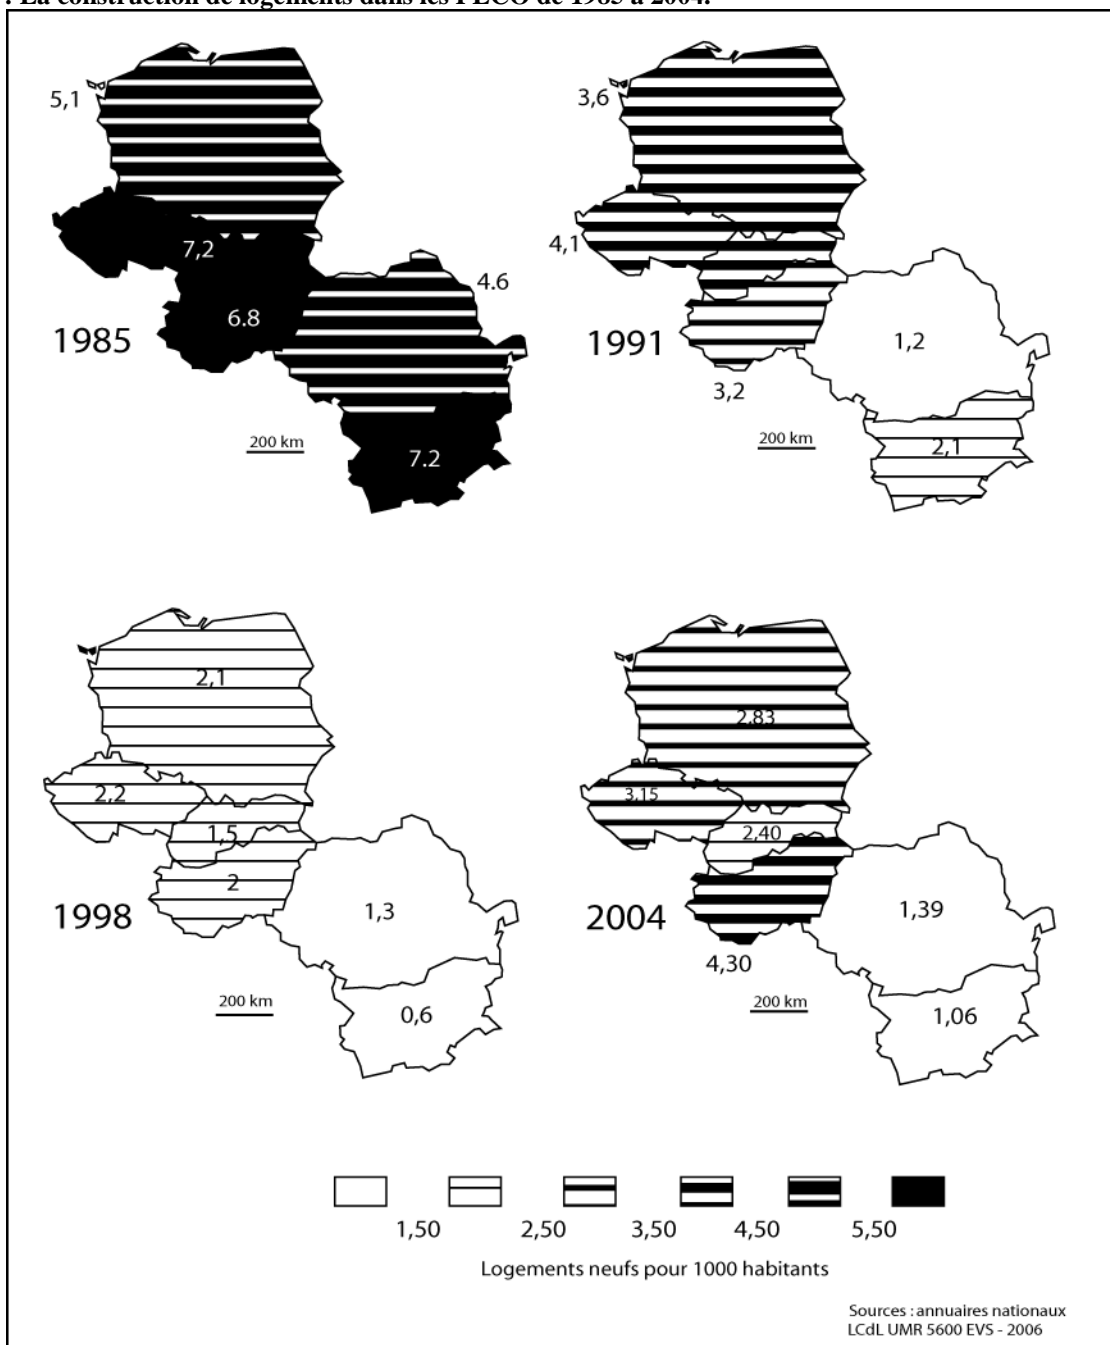 : La construction de logements dans les PECO de 1985 à 2004.
5,1
7,2
6.8
4.6
7.2
1985
200 km
3,6
4,1
3,2
1,2
2,1
1991
200 km
2,1
2,2
1,5
2
1,3
0,6
1998
200 km
2.83
3,15
2,40
4,30
1,39
1,06
2004
200 km
1,50 2,50 3,50 4,50 5,50
Logements neufs pour 1000 habitants
Sources : annuaires nationaux
LCdL UMR 5600 EVS - 2006